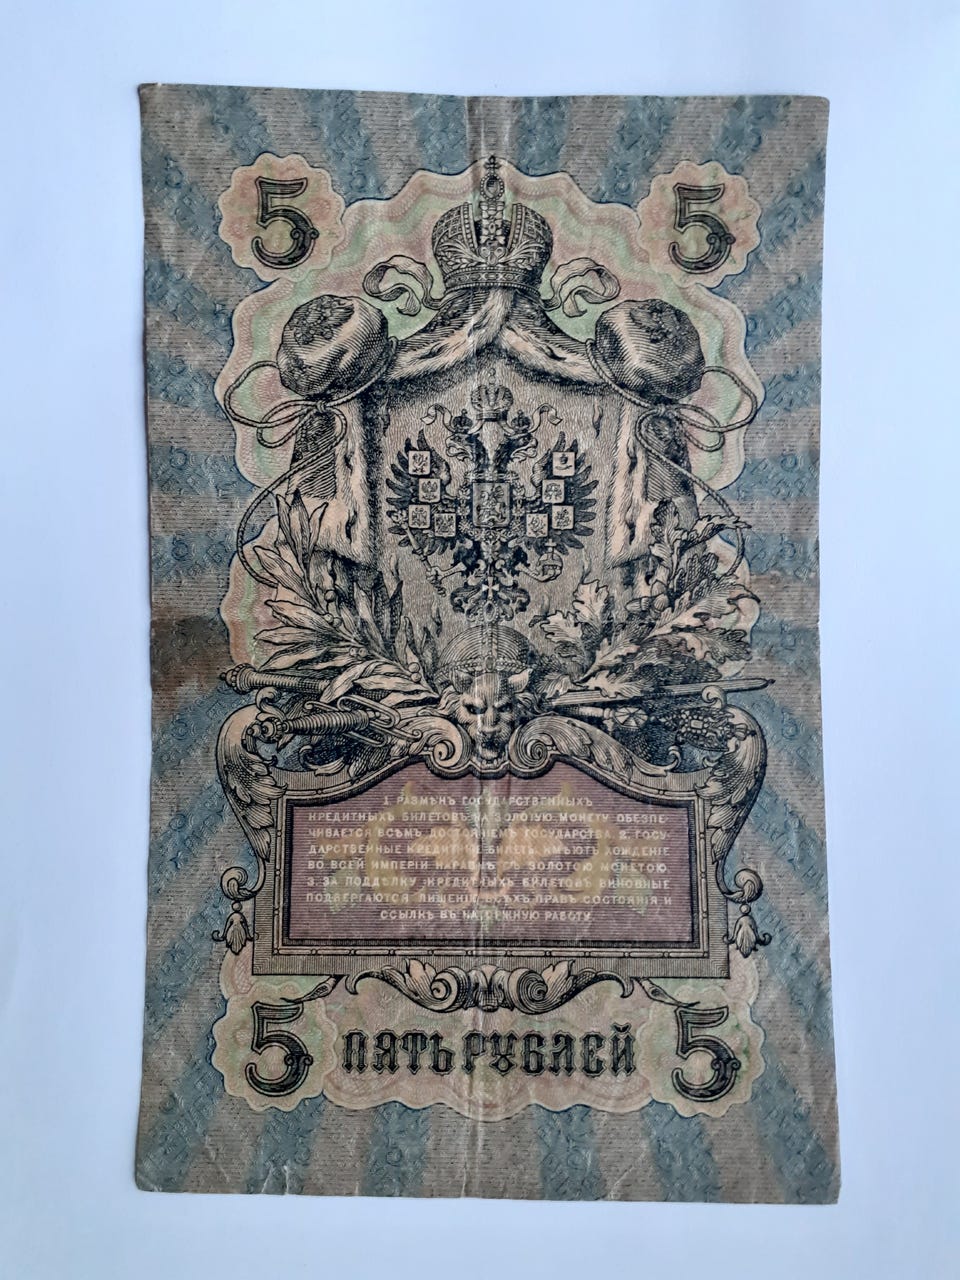 5 5
1. РАЗМѢНЪ ГОСУДАРСТВЕННЫХЪ
КРЕДИТНЫХЪ БИЛЕТОВЪ НА ЗОЛОТУЮ МОНЕТУ ОБЕЗПЕ-
ЧИВАЕТСЯ ВСѢМЪ ДОСТОЯНІЕМЪ ГОСУДАРСТВА. 2. ГОСУ-
ДАРСТВЕННЫЕ КРЕДИТНЫЕ БИЛЕТЫ ИМѢЮТЪ ХОЖДЕНІЕ
ВО ВСЕЙ ИМПЕРІИ НАРАВНѢ СЪ ЗОЛОТОЮ МОНЕТОЮ.
3. ЗА ПОДДѢЛКУ КРЕДИТНЫХЪ БИЛЕТОВЪ ВИНОВНЫЕ
ПОДВЕРГАЮТСЯ ЛИШЕНІЮ ВСѢХЪ ПРАВЪ СОСТОЯНІЯ И
ССЫЛКѢ ВЪ КАТОРЖНУЮ РАБОТУ.
5 ПЯТЬ РУБЛЕЙ 5